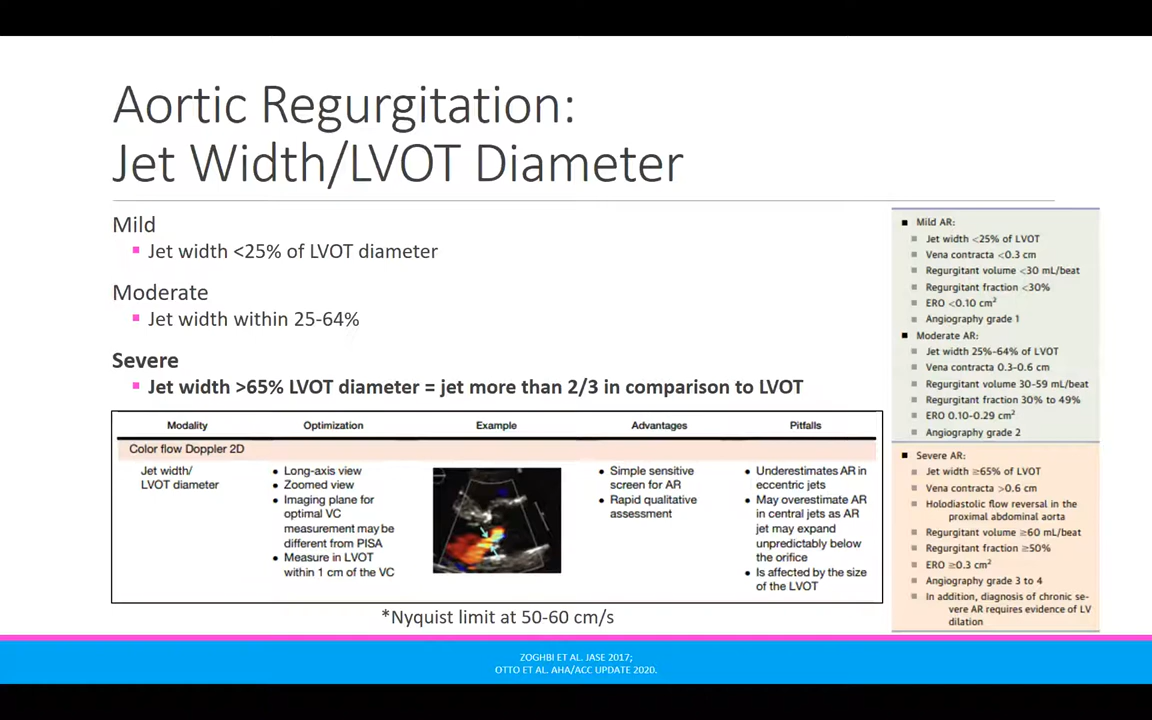 Aortic Regurgitation:
Jet Width/LVOT Diameter
Mild
▪ Jet width <25% of LVOT diameter
Moderate
▪ Jet width within 25-64%
Severe
▪ Jet width >65% LVOT diameter = jet more than 2/3 in comparison to LVOT
Modality Optimization Example Advantages Pitfalls
Color flow Doppler 2D
Jet width/
LVOT diameter
• Long-axis view
• Zoomed view
• Imaging plane for
optimal VC
measurement may be
different from PISA
• Measure in LVOT
within 1 cm of the VC
• Simple sensitive
screen for AR
• Rapid qualitative
assessment
• Underestimates AR in
eccentric jets
• May overestimate AR
in central jets as AR
jet may expand
unpredictably below
the orifice
• Is affected by the size
of the LVOT
*Nyquist limit at 50-60 cm/s
▪ Mild AR:
▪ Jet width <25% of LVOT
▪ Vena contracta <0.3 cm
▪ Regurgitant volume <30 mL/beat
▪ Regurgitant fraction <30%
▪ ERO <0.10 cm²
▪ Angiography grade 1
▪ Moderate AR:
▪ Jet width 25%-64% of LVOT
▪ Vena contracta 0.3-0.6 cm
▪ Regurgitant volume 30-59 mL/beat
▪ Regurgitant fraction 30% to 49%
▪ ERO 0.10-0.29 cm²
▪ Angiography grade 2
▪ Severe AR:
▪ Jet width ≥65% of LVOT
▪ Vena contracta >0.6 cm
▪ Holodiastolic flow reversal in the
proximal abdominal aorta
▪ Regurgitant volume ≥60 mL/beat
▪ Regurgitant fraction ≥50%
▪ ERO ≥0.3 cm²
▪ Angiography grade 3 to 4
▪ In addition, diagnosis of chronic se-
vere AR requires evidence of LV
dilation
ZOGHBI ET AL. JASE 2017;
OTTO ET AL. AHA/ACC UPDATE 2020.